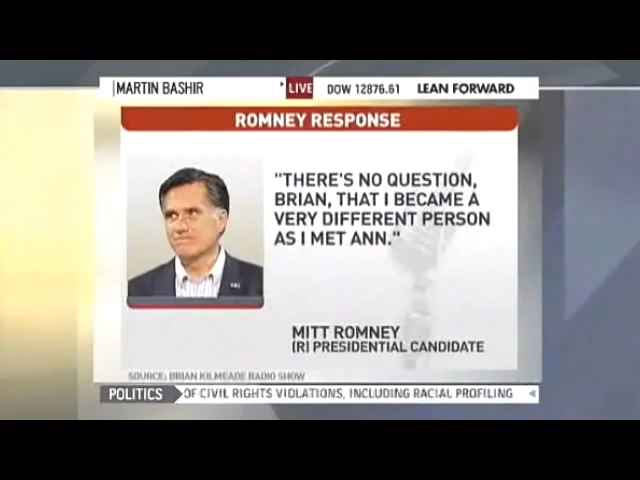 MARTIN BASHIR
LIVE
DOW 12876.61
LEAN FORWARD
ROMNEY RESPONSE
"THERE'S NO QUESTION,
BRIAN, THAT I BECAME A
VERY DIFFERENT PERSON
AS I MET ANN."
MITT ROMNEY
[R] PRESIDENTIAL CANDIDATE
SOURCE: BRIAN KILMEADE RADIO SHOW
POLITICS
OF CIVIL RIGHTS VIOLATIONS, INCLUDING RACIAL PROFILING